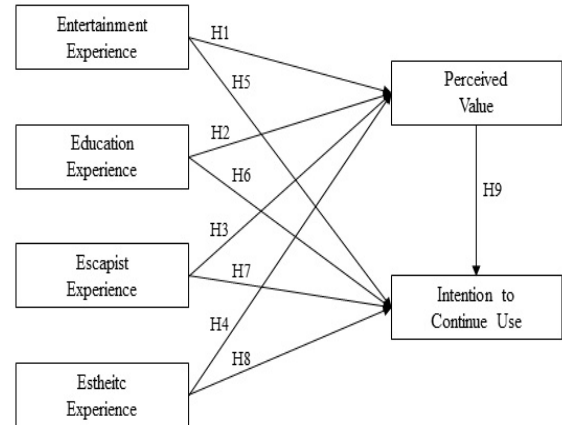 Entertainment
Experience
H1
H5
Perceived
Value
Education
Experience
H2
H6
H9
Escapist
Experience
H3
H7
Intention to
Continue Use
H4
H8
Estheitc
Experience